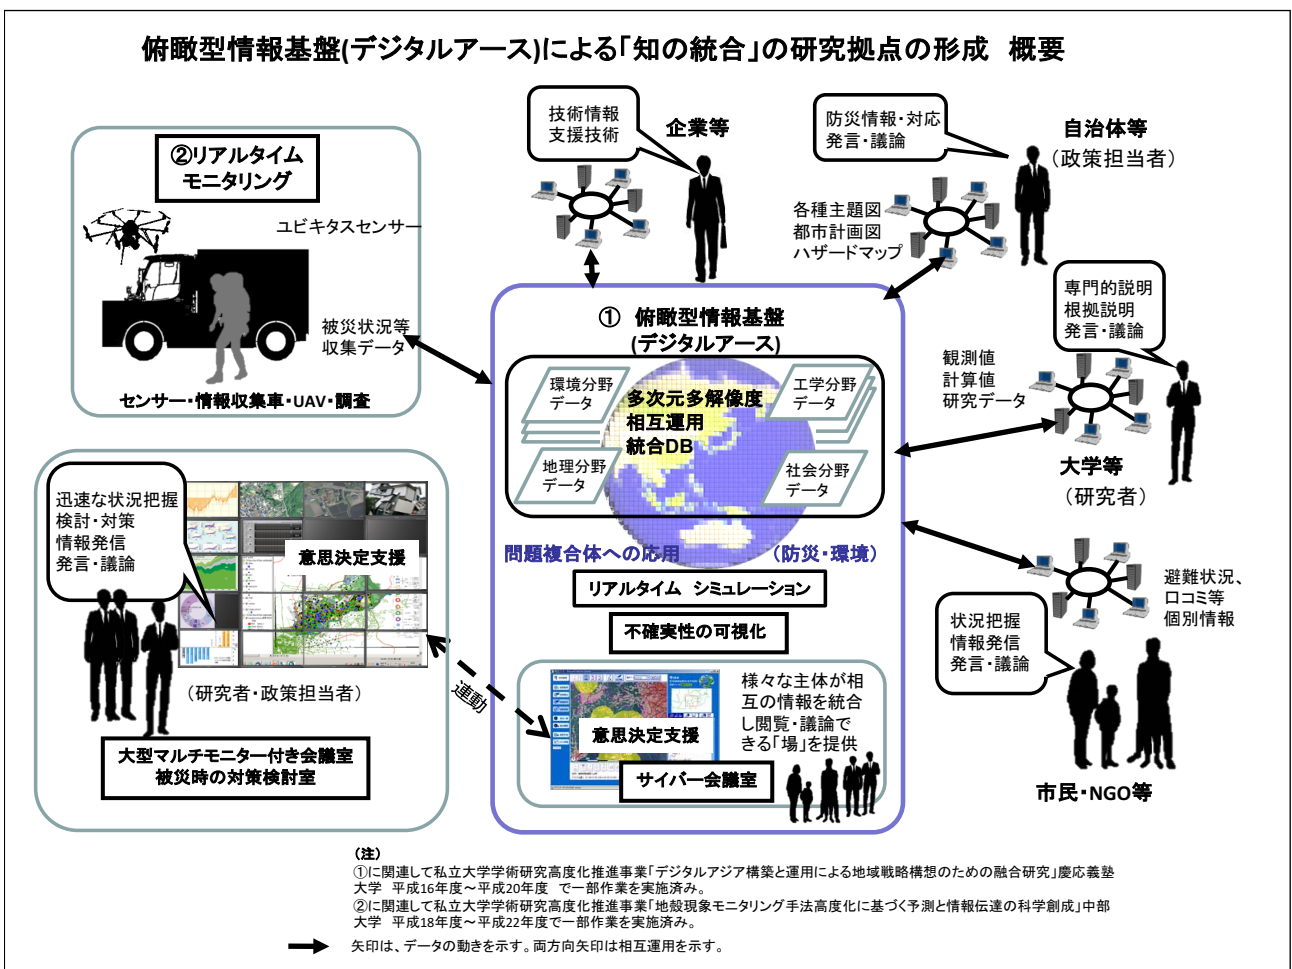 俯瞰型情報基盤(デジタルアース)による「知の統合」の研究拠点の形成　概要
②リアルタイム
モニタリング
ユビキタスセンサー
被災状況等
収集データ
センサー・情報収集車・UAV・調査
技術情報
支援技術
企業等
防災情報・対応
発言・議論
自治体等
（政策担当者）
各種主題図
都市計画図
ハザードマップ
専門的説明
根拠説明
発言・議論
観測値
計算値
研究データ
大学等
（研究者）
①　俯瞰型情報基盤
(デジタルアース)
環境分野
データ
工学分野
データ
多次元多解像度
相互運用
統合DB
地理分野
データ
社会分野
データ
問題複合体への応用
（防災・環境）
リアルタイム　シミュレーション
不確実性の可視化
迅速な状況把握
検討・対策
情報発信
発言・議論
意思決定支援
（研究者・政策担当者）
大型マルチモニター付き会議室
被災時の対策検討室
連動
様々な主体が相
互の情報を統合
し閲覧・議論で
きる「場」を提供
意思決定支援
サイバー会議室
避難状況、
口コミ等
個別情報
状況把握
情報発信
発言・議論
市民・NGO等
（注）
①に関連して私立大学学術研究高度化推進事業「デジタルアジア構築と運用による地域戦略構想のための融合研究」慶応義塾
大学　平成16年度～平成20年度　で一部作業を実施済み。
②に関連して私立大学学術研究高度化推進事業「地殻現象モニタリング手法高度化に基づく予測と情報伝達の科学創成」中部
大学　平成18年度～平成22年度で一部作業を実施済み。
矢印は、データの動きを示す。両方向矢印は相互運用を示す。